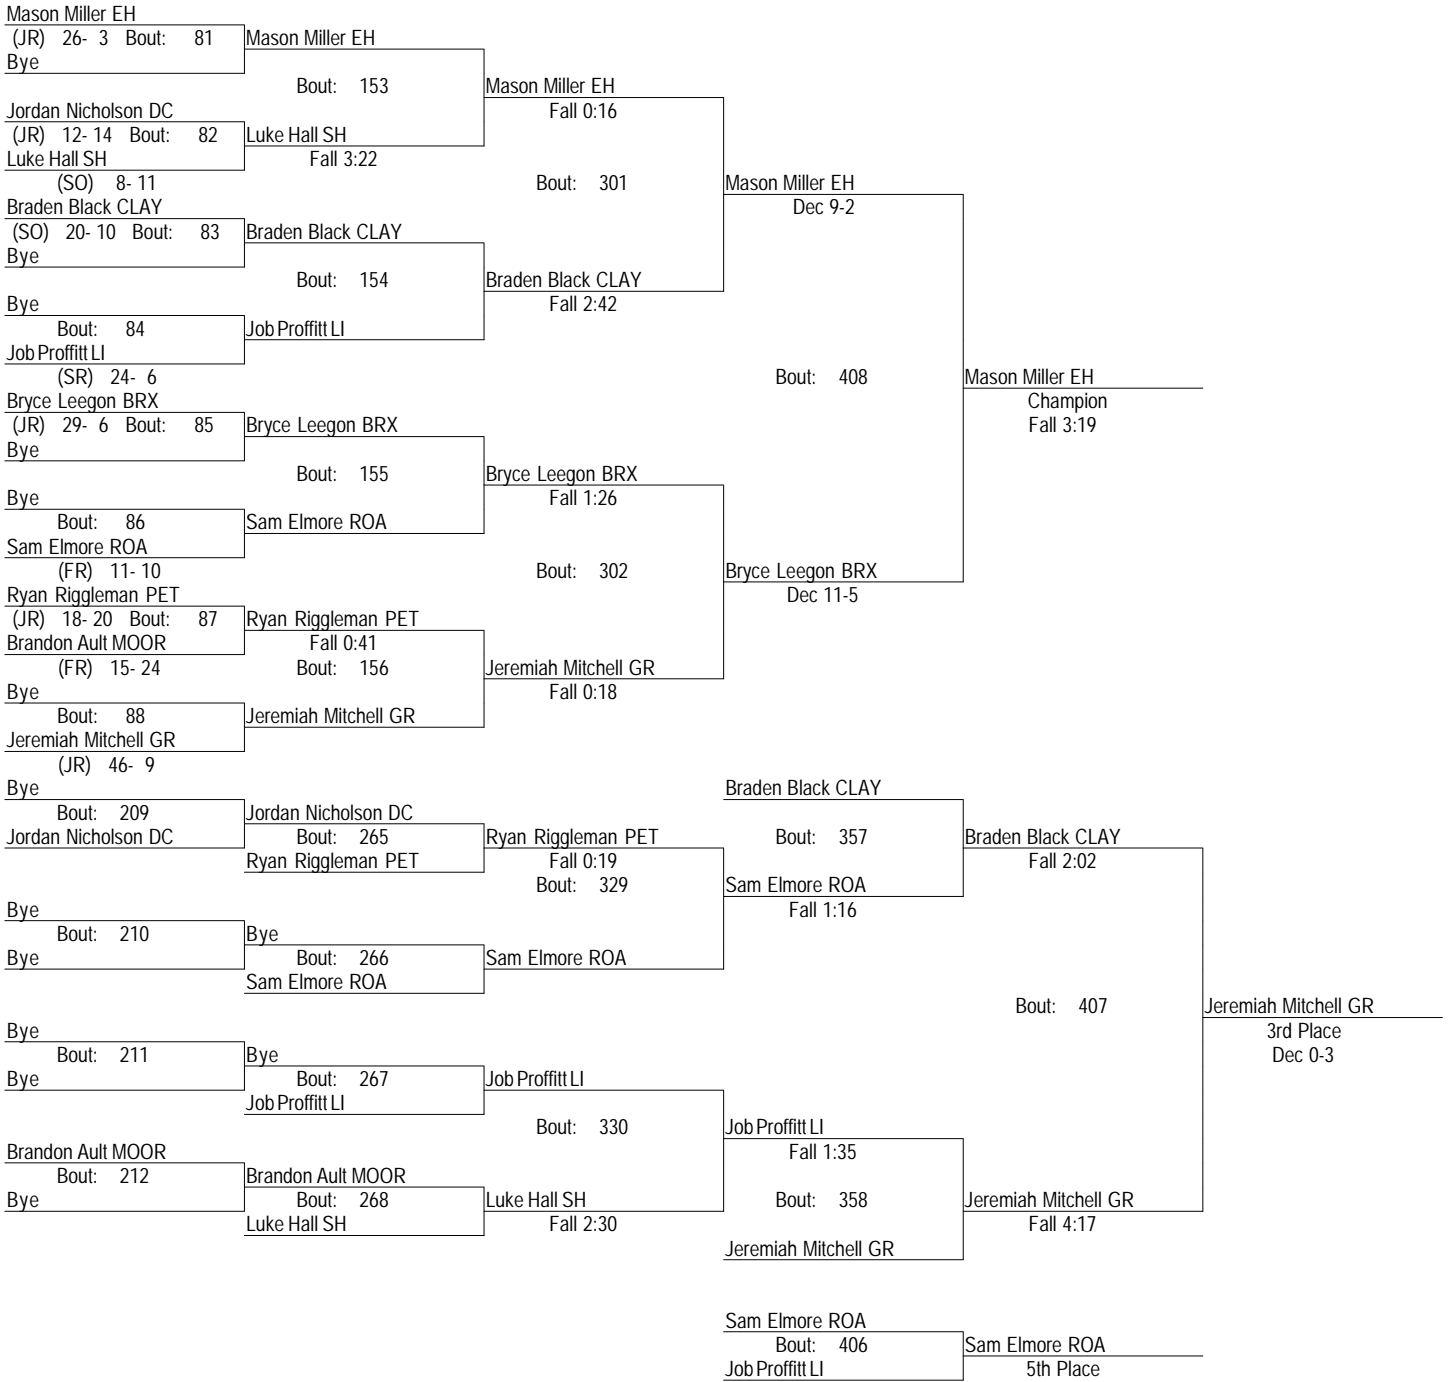 Mason Miller EH
(JR) 26- 3 Bout: 81 Mason Miller EH
Bye
Bout: 153 Mason Miller EH
Jordan Nicholson DC Fall 0:16
(JR) 12- 14 Bout: 82 Luke Hall SH
Luke Hall SH Fall 3:22
(SO) 8- 11 Bout: 301 Mason Miller EH
Braden Black CLAY Dec 9-2
(SO) 20- 10 Bout: 83 Braden Black CLAY
Bye
Bout: 154 Braden Black CLAY
Bye Fall 2:42
Bout: 84 Job Proffitt LI
Job Proffitt LI
(SR) 24- 6 Bout: 408 Mason Miller EH
Bryce Leegon BRX Champion
(JR) 29- 6 Bout: 85 Bryce Leegon BRX Fall 3:19
Bye
Bout: 155 Bryce Leegon BRX
Bye Fall 1:26
Bout: 86 Sam Elmore ROA
Sam Elmore ROA
(FR) 11- 10 Bout: 302 Bryce Leegon BRX
Ryan Riggleman PET Dec 11-5
(JR) 18- 20 Bout: 87 Ryan Riggleman PET
Brandon Ault MOOR Fall 0:41
(FR) 15- 24 Bout: 156 Jeremiah Mitchell GR
Bye Fall 0:18
Bout: 88 Jeremiah Mitchell GR
Jeremiah Mitchell GR
(JR) 46- 9
Bye Braden Black CLAY
Bout: 209 Jordan Nicholson DC
Jordan Nicholson DC Bout: 265 Ryan Riggleman PET Bout: 357 Braden Black CLAY
Ryan Riggleman PET Fall 0:19 Fall 2:02
Bout: 329 Sam Elmore ROA
Bye Fall 1:16
Bout: 210 Bye
Bye Bout: 266 Sam Elmore ROA
Sam Elmore ROA
Bout: 407 Jeremiah Mitchell GR
Bye 3rd Place
Bout: 211 Bye Dec 0-3
Bye Bout: 267 Job Proffitt LI
Job Proffitt LI
Bout: 330 Job Proffitt LI
Brandon Ault MOOR Fall 1:35
Bout: 212 Brandon Ault MOOR
Bye Bout: 268 Luke Hall SH Bout: 358 Jeremiah Mitchell GR
Luke Hall SH Fall 2:30 Fall 4:17
Jeremiah Mitchell GR
Sam Elmore ROA
Bout: 406 Sam Elmore ROA
Job Proffitt LI 5th Place